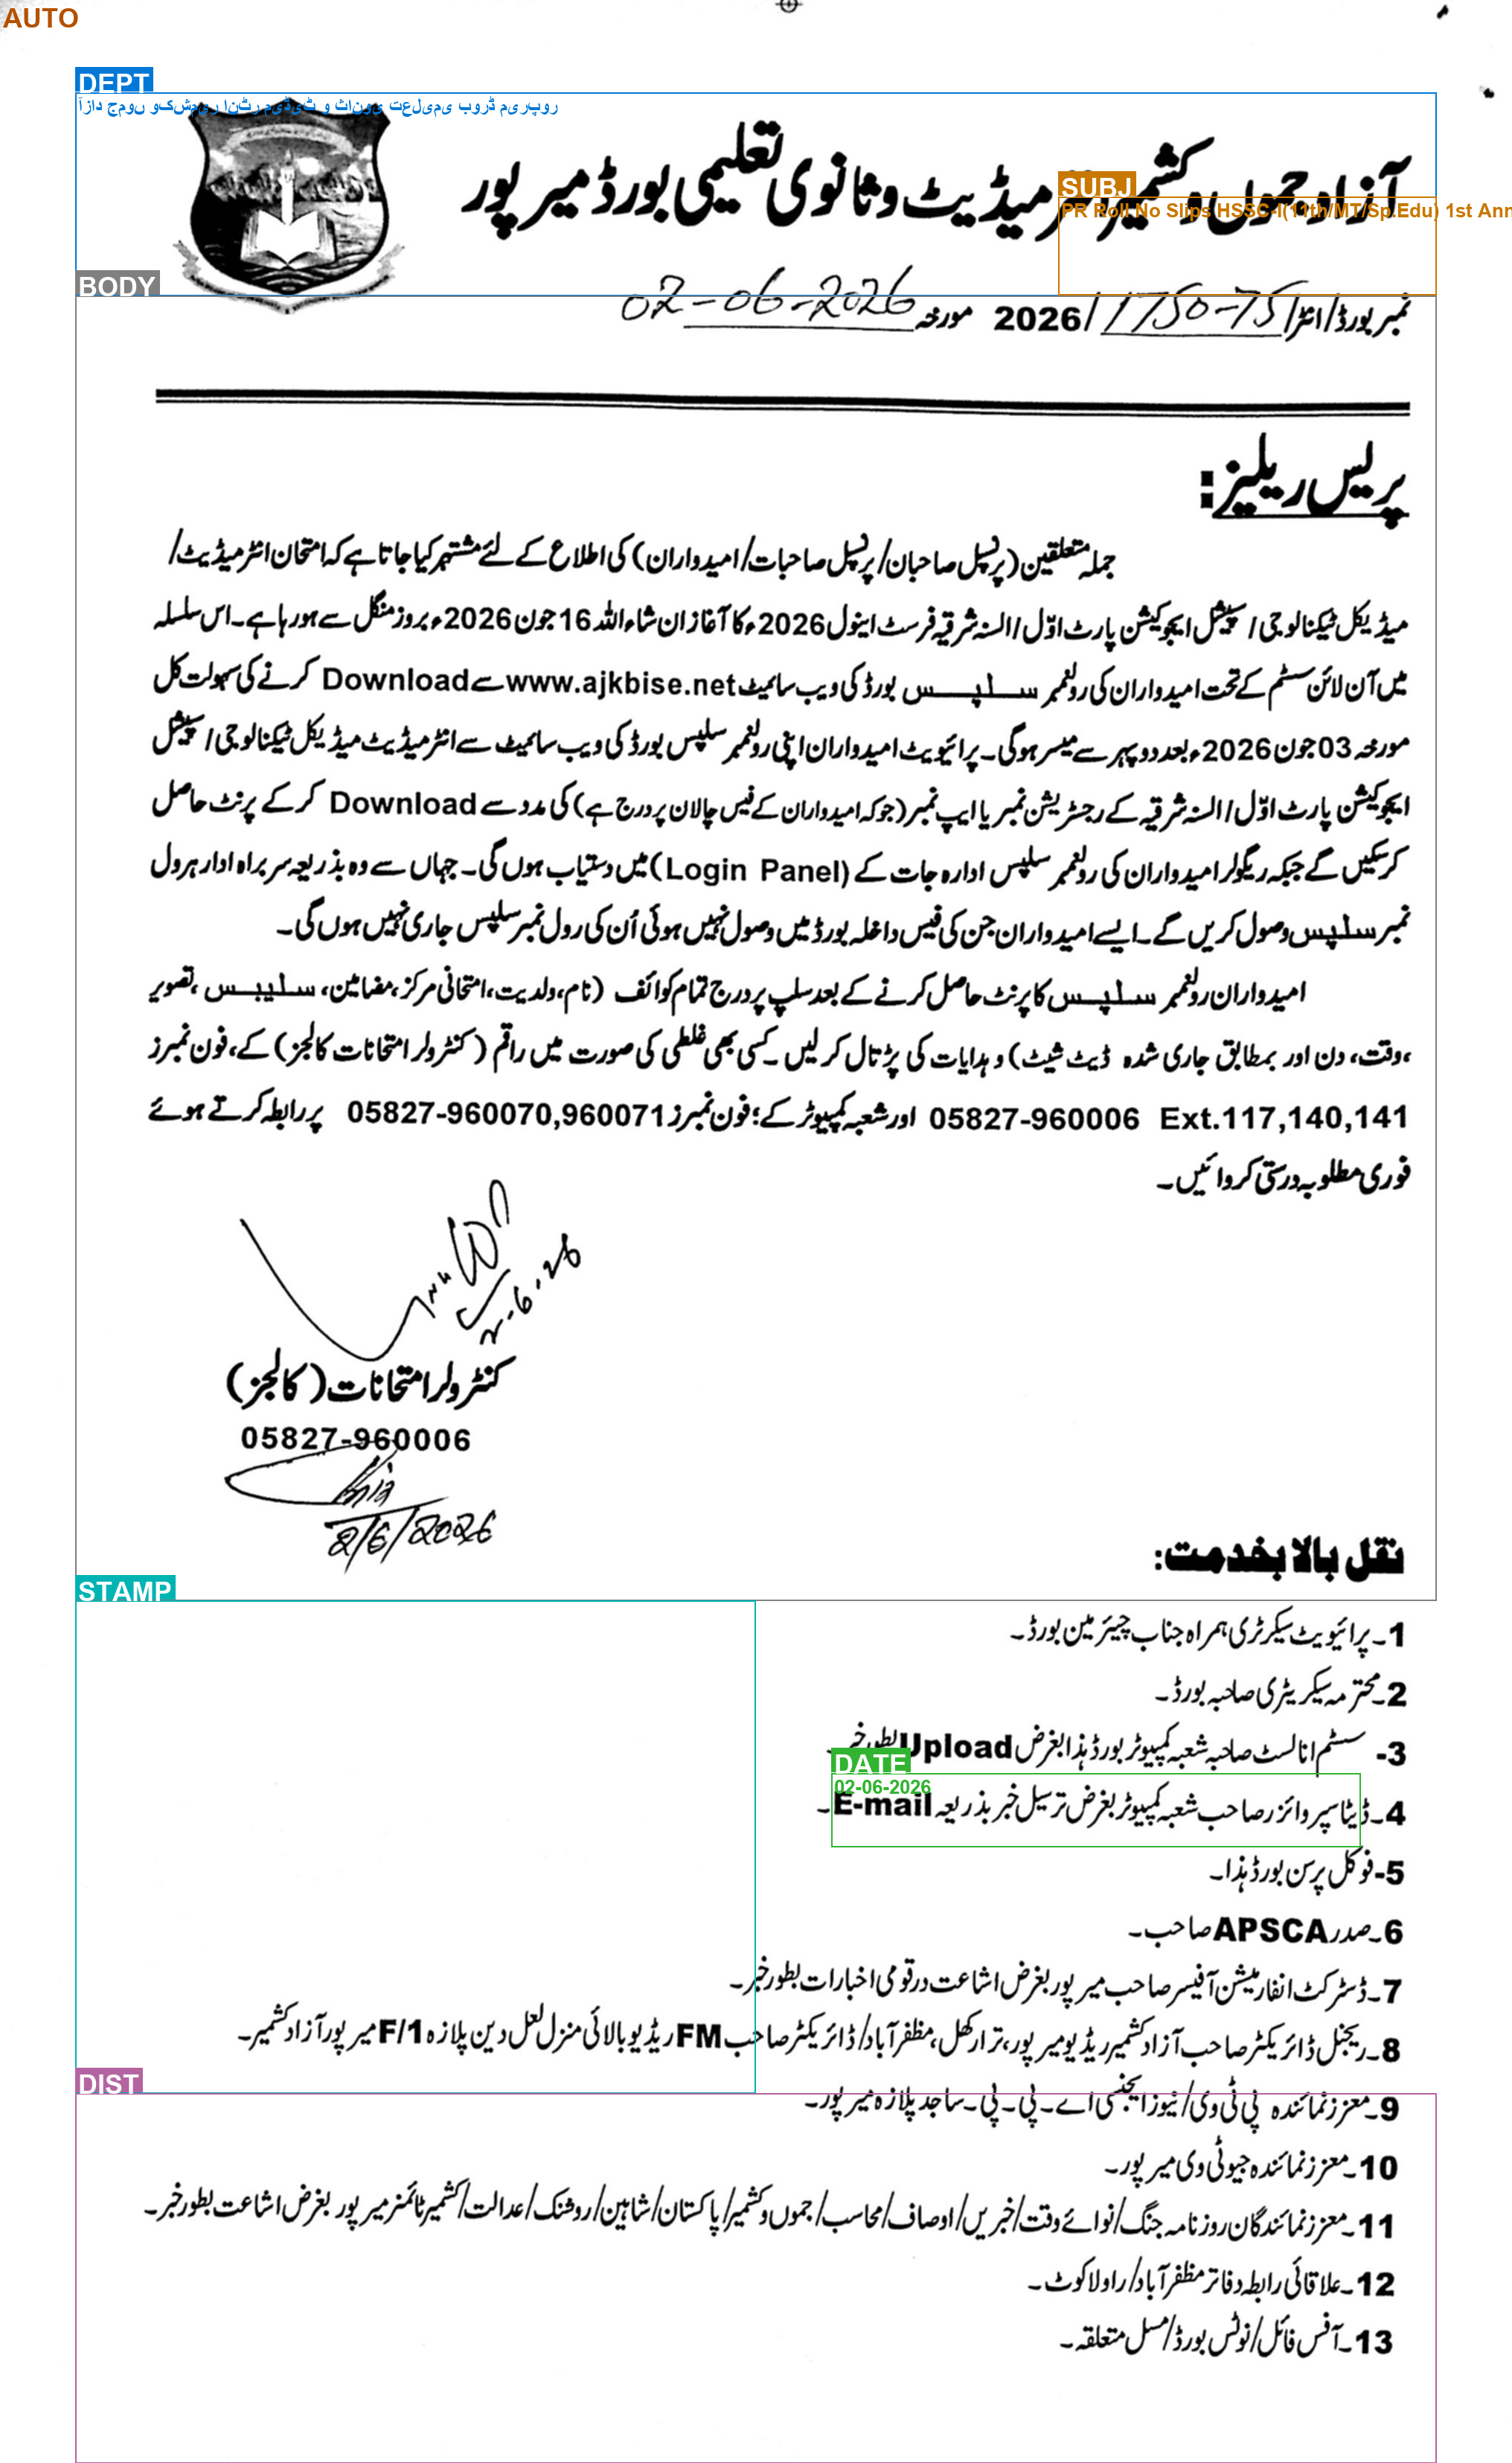 AUTO
DEPT
آزاد جموں وکشمیر انٹرمیڈیٹ و ثانوی تعلیمی بورڈ میرپور
آزاد جموں وکشمیر انٹرمیڈیٹ وثانوی تعلیمی بورڈ میرپور
SUBJ
PR Roll No Slips HSSC-I(11th/MT/Sp.Edu) 1st Ann
BODY
نمبر بورڈ/انٹر/1750-75/2026 مورخہ 02-06-2026
پریس ریلیز:
جملہ متعلقین (پرنسپل صاحبان/پرنسپل صاحبات/امیدواران) کی اطلاع کے لئے مشتہر کیا جاتا ہے کہ امتحان انٹرمیڈیٹ/
میڈیکل ٹیکنالوجی/سپیشل ایجوکیشن پارٹ اوّل/السنہ شرقیہ فرسٹ اینول 2026ء کا آغاز ان شاء اللہ 16 جون 2026ء بروز منگل سے ہو رہا ہے۔ اس سلسلہ
میں آن لائن سسٹم کے تحت امیدواران کی رولنمبر سلپس بورڈ کی ویب سائیٹ www.ajkbise.net سے Download کرنے کی سہولت کل
مورخہ 03 جون 2026ء بعد دوپہر سے میسر ہوگی۔ پرائیویٹ امیدواران اپنی رولنمبر سلپس بورڈ کی ویب سائیٹ سے انٹرمیڈیٹ میڈیکل ٹیکنالوجی/سپیشل
ایجوکیشن پارٹ اوّل/السنہ شرقیہ کے رجسٹریشن نمبر یا ایپ نمبر (جو کہ امیدواران کے فیس چالان پر درج ہے) کی مدد سے Download کر کے پرنٹ حاصل
کر سکیں گے جبکہ ریگولر امیدواران کی رولنمبر سلپس ادارہ جات کے (Login Panel) میں دستیاب ہوں گی۔ جہاں سے وہ بذریعہ سربراہ ادارہ رول
نمبر سلپس وصول کریں گے۔ ایسے امیدواران جن کی فیس داخلہ بورڈ میں وصول نہیں ہوئی اُن کی رول نمبر سلپس جاری نہیں ہوں گی۔
امیدواران رولنمبر سلپس کا پرنٹ حاصل کرنے کے بعد سلپ پر درج تمام کوائف (نام، ولدیت، امتحانی مرکز، مضامین، سلیبس، تصویر
،وقت، دن اور بمطابق جاری شدہ ڈیٹ شیٹ) و ہدایات کی پڑتال کر لیں۔ کسی بھی غلطی کی صورت میں راقم (کنٹرولر امتحانات کالجز) کے، فون نمبرز
05827-960006 Ext.117,140,141 اور شعبہ کمپیوٹر کے؛ فون نمبرز 05827-960070,960071 پر رابطہ کرتے ہوئے
فوری مطلوبہ درستی کروائیں۔
2-6-26
کنٹرولر امتحانات (کالجز)
05827-960006
2/6/2026
نقل بالا بخدمت:
STAMP
1۔ پرائیویٹ سیکرٹری ہمراہ جناب چیئرمین بورڈ۔
2۔ محترمہ سیکریٹری صاحبہ بورڈ۔
3- سسٹم انالسٹ صاحبہ شعبہ کمپیوٹر بورڈ ہذا بغرض Upload بطور خبر۔
DATE
02-06-2026
4۔ ڈیٹا سپروائزر صاحب شعبہ کمپیوٹر بغرض ترسیل خبر بذریعہ E-mail۔
5- فوکل پرسن بورڈ ہذا۔
6۔ صدر APSCA صاحب۔
7۔ ڈسٹرکٹ انفارمیشن آفیسر صاحب میرپور بغرض اشاعت در قومی اخبارات بطور خبر۔
8۔ ریجنل ڈائریکٹر صاحب آزاد کشمیر ریڈیو میرپور، تراڑکھل، مظفرآباد/ڈائریکٹر صاحب FM ریڈیو بالائی منزل لعل دین پلازہ F/1 میرپور آزاد کشمیر۔
DIST
9۔ معزز نمائندہ پی ٹی وی/نیوز ایجنسی اے۔ پی۔ پی۔ ساجد پلازہ میرپور۔
10۔ معزز نمائندہ جیو ٹی وی میرپور۔
11۔ معزز نمائندگان روزنامہ جنگ/نوائے وقت/خبریں/اوصاف/محاسب/جموں وکشمیر/پاکستان/شاہین/روشنک/عدالت/کشمیر ٹائمز میرپور بغرض اشاعت بطور خبر۔
12۔ علاقائی رابطہ دفاتر مظفرآباد/راولاکوٹ۔
13۔ آفس فائل/نوٹس بورڈ/مسل متعلقہ۔